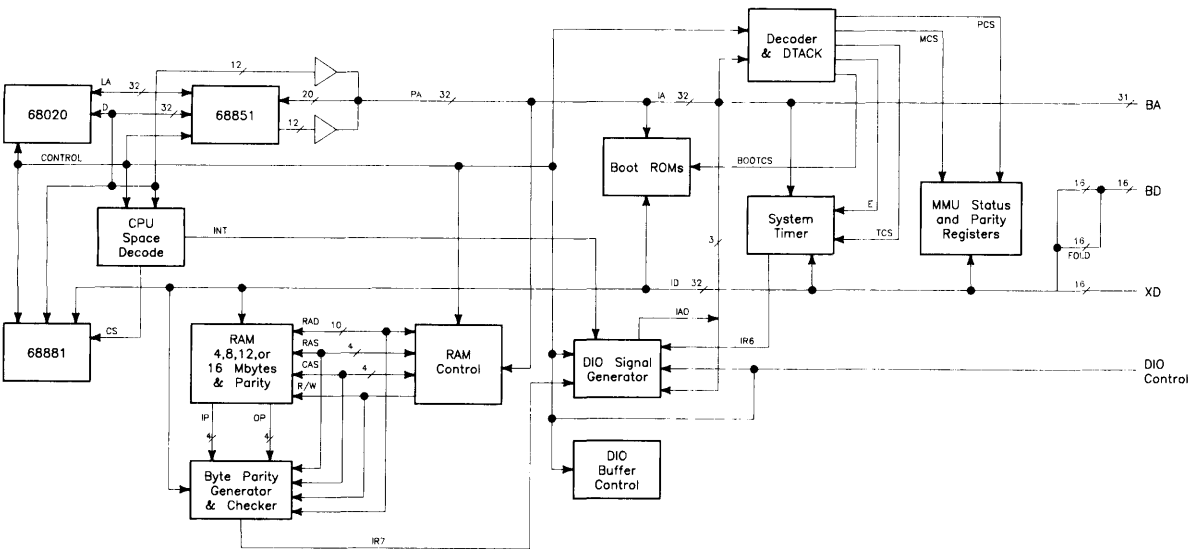 Decoder
& DTACK
PCS
MCS
12
LA
32
20
PA
32
IA
32
31
BA
D
32
68020
68851
12
CONTROL
Boot ROMs
BOOTCS
CPU
Space
Decode
INT
E
System
Timer
TCS
MMU Status
and Parity
Registers
16
16
BD
3
16
FOLD
ID
32
16
XD
68881
CS
RAM
4,8,12,or
16 Mbytes
& Parity
RAD
10
RAS
4
CAS
4
R/W
RAM
Control
IAO
IR6
DIO Signal
Generator
DIO
Control
IP
OP
4
4
Byte Parity
Generator
& Checker
DIO
Buffer
Control
IR7